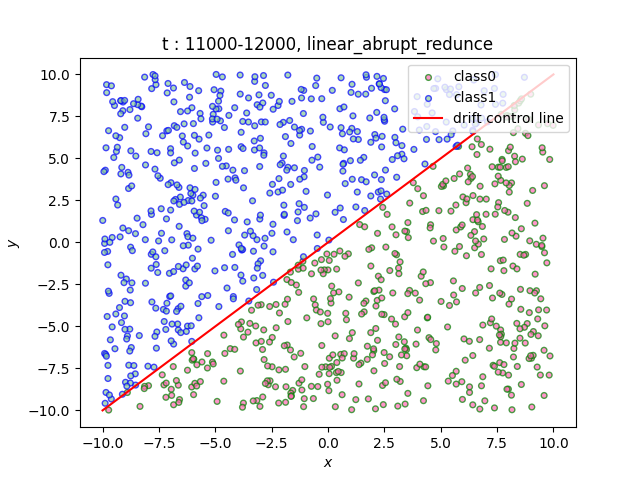 t : 11000-12000, linear_abrupt_redunce
class0
class1
drift control line
y
10.0
7.5
5.0
2.5
0.0
−2.5
−5.0
−7.5
−10.0
−10.0 −7.5 −5.0 −2.5 0.0 2.5 5.0 7.5 10.0
x